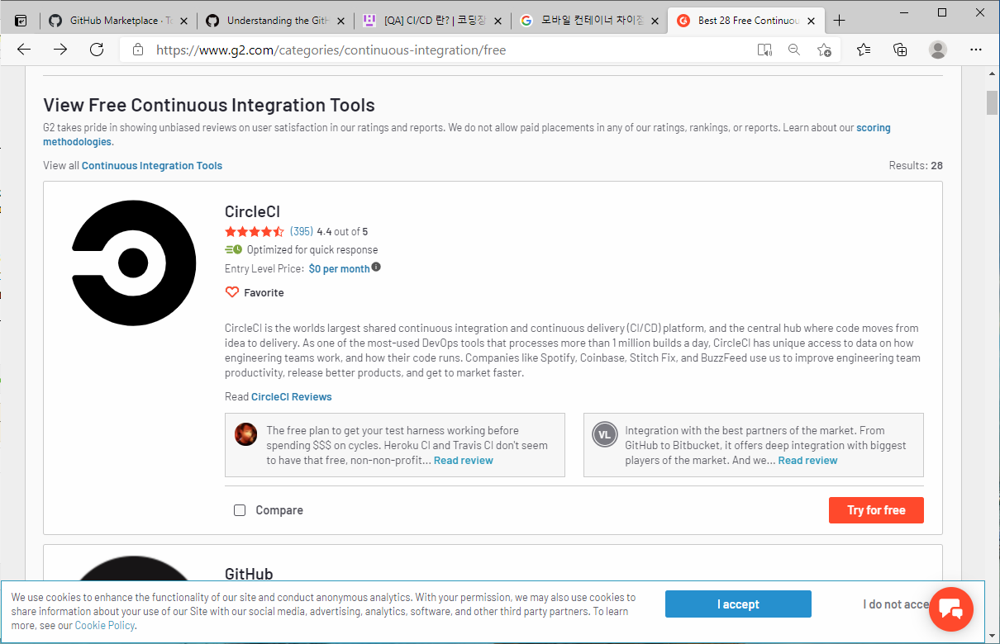 GitHub Marketplace · To
Understanding the GitH
[QA] CI/CD 란? | 코딩장
모바일 컨테이너 차이점
Best 28 Free Continuou
https://www.g2.com/categories/continuous-integration/free
View Free Continuous Integration Tools
G2 takes pride in showing unbiased reviews on user satisfaction in our ratings and reports. We do not allow paid placements in any of our ratings, rankings, or reports. Learn about our scoring
methodologies.
View all Continuous Integration Tools
Results: 28
CircleCI
(395) 4.4 out of 5
Optimized for quick response
Entry Level Price: $0 per month
Favorite
CircleCI is the worlds largest shared continuous integration and continuous delivery (CI/CD) platform, and the central hub where code moves from
idea to delivery. As one of the most-used DevOps tools that processes more than 1 million builds a day, CircleCI has unique access to data on how
engineering teams work, and how their code runs. Companies like Spotify, Coinbase, Stitch Fix, and BuzzFeed use us to improve engineering team
productivity, release better products, and get to market faster.
Read CircleCI Reviews
The free plan to get your test harness working before
spending $$$ on cycles. Heroku CI and Travis CI don't seem
to have that free, non-non-profit... Read review
VL
Integration with the best partners of the market. From
GitHub to Bitbucket, it offers deep integration with biggest
players of the market. And we... Read review
Compare
Try for free
GitHub
We use cookies to enhance the functionality of our site and conduct anonymous analytics. With your permission, we may also use cookies to
share information about your use of our Site with our social media, advertising, analytics, software, and other third party partners. To learn
more, see our Cookie Policy.
I accept
I do not acce